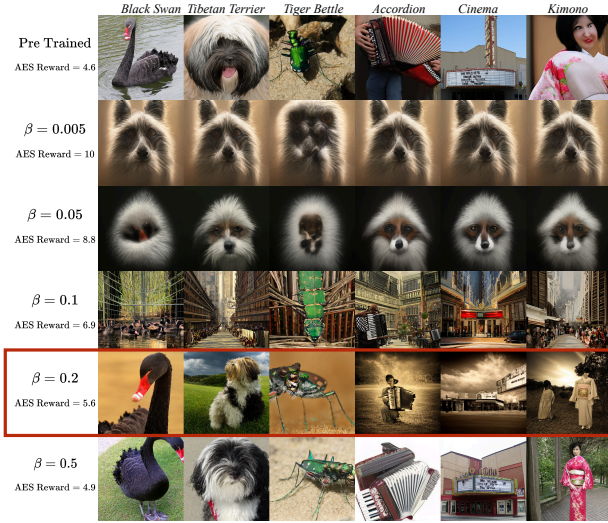 Black Swan Tibetan Terrier Tiger Bettle Accordion Cinema Kimono
Pre Trained
AES Reward = 4.6
β = 0.005
AES Reward = 10
β = 0.05
AES Reward = 8.8
β = 0.1
AES Reward = 6.9
β = 0.2
AES Reward = 5.6
β = 0.5
AES Reward = 4.9